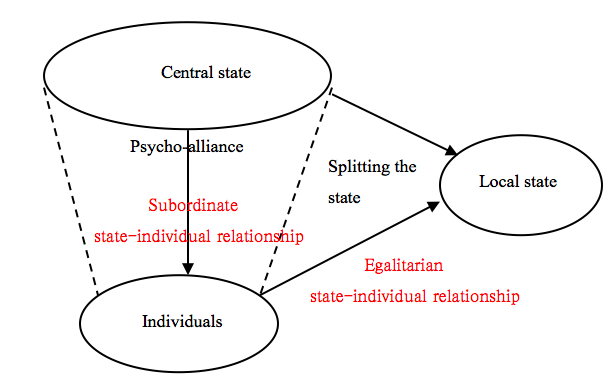 Central state
Psycho-alliance
Splitting the
state
Local state
Subordinate
state-individual relationship
Egalitarian
state-individual relationship
Individuals